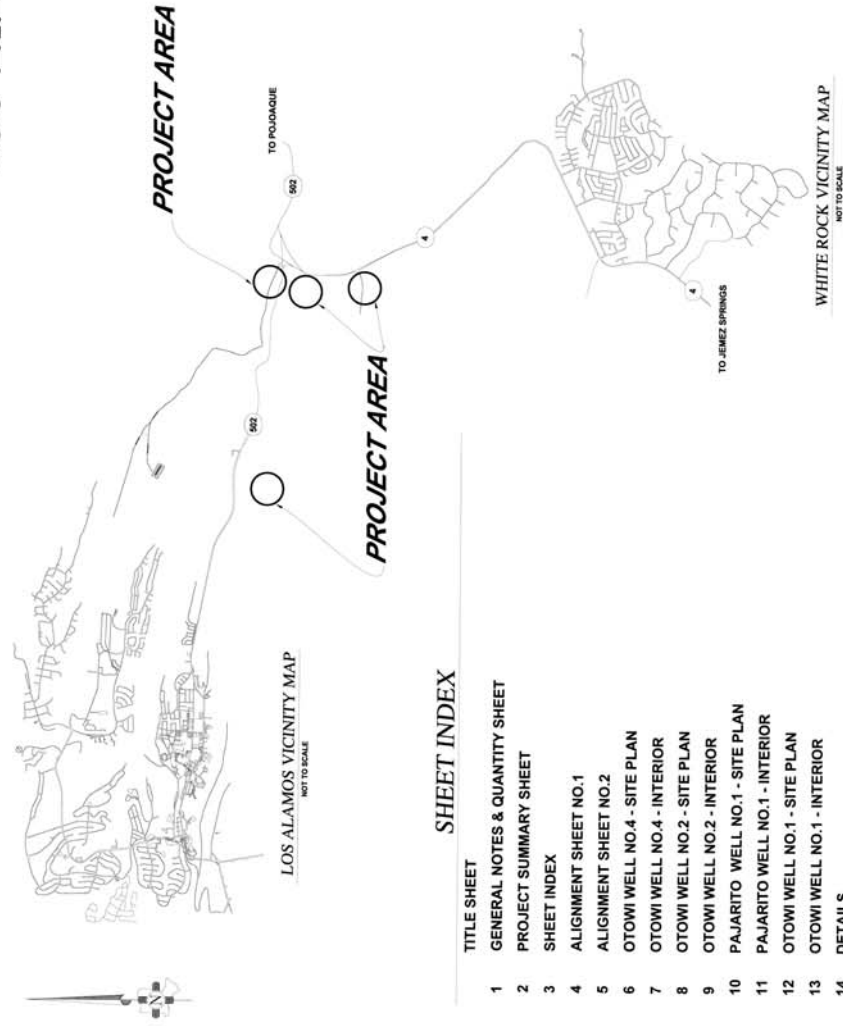 PROJECT AREA
TO POJOAQUE
502
502
4
PROJECT AREA
LOS ALAMOS VICINITY MAP
NOT TO SCALE
N
4
TO JEMEZ SPRINGS
WHITE ROCK VICINITY MAP
NOT TO SCALE
SHEET INDEX
TITLE SHEET
1 GENERAL NOTES & QUANTITY SHEET
2 PROJECT SUMMARY SHEET
3 SHEET INDEX
4 ALIGNMENT SHEET NO.1
5 ALIGNMENT SHEET NO.2
6 OTOWI WELL NO.4 - SITE PLAN
7 OTOWI WELL NO.4 - INTERIOR
8 OTOWI WELL NO.2 - SITE PLAN
9 OTOWI WELL NO.2 - INTERIOR
10 PAJARITO WELL NO.1 - SITE PLAN
11 PAJARITO WELL NO.1 - INTERIOR
12 OTOWI WELL NO.1 - SITE PLAN
13 OTOWI WELL NO.1 - INTERIOR
14 DETAILS